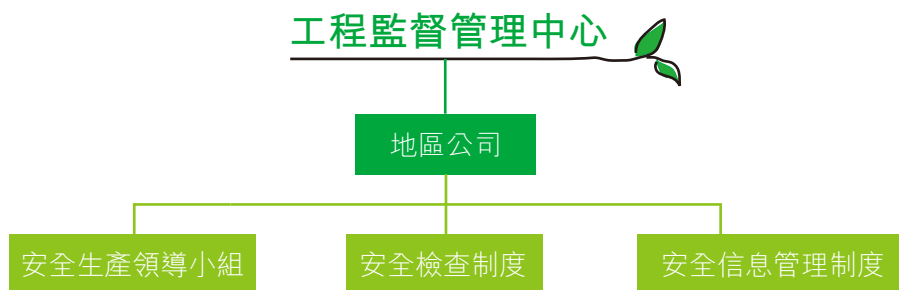 工程監督管理中心
地區公司
安全生產領導小組
安全檢查制度
安全信息管理制度